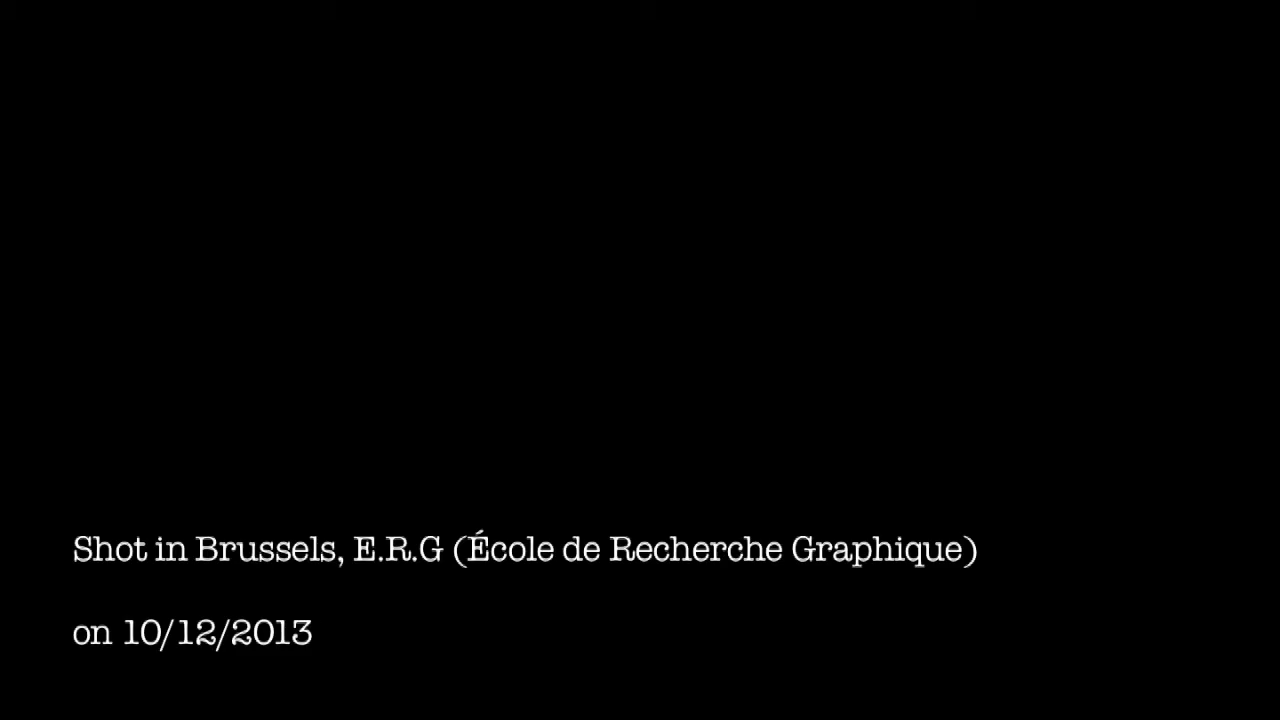 Shot in Brussels, E.R.G (École de Recherche Graphique)
on 10/12/2013